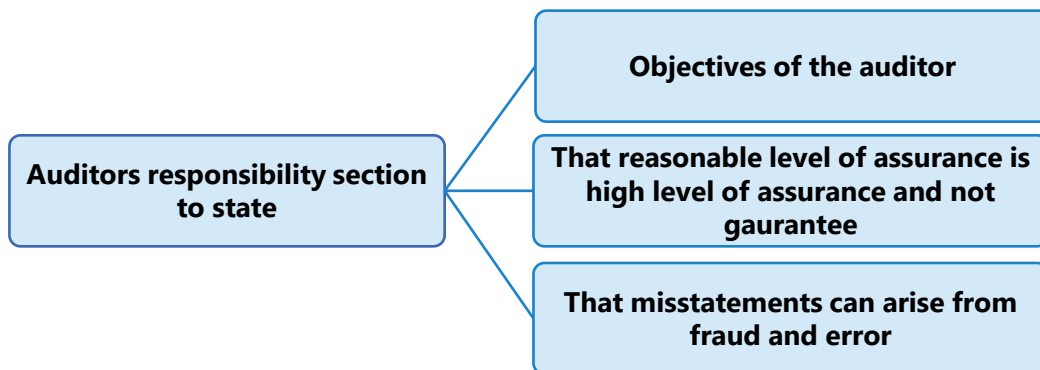 Auditors responsibility section
to state
Objectives of the auditor
That reasonable level of assurance is
high level of assurance and not
gaurantee
That misstatements can arise from
fraud and error